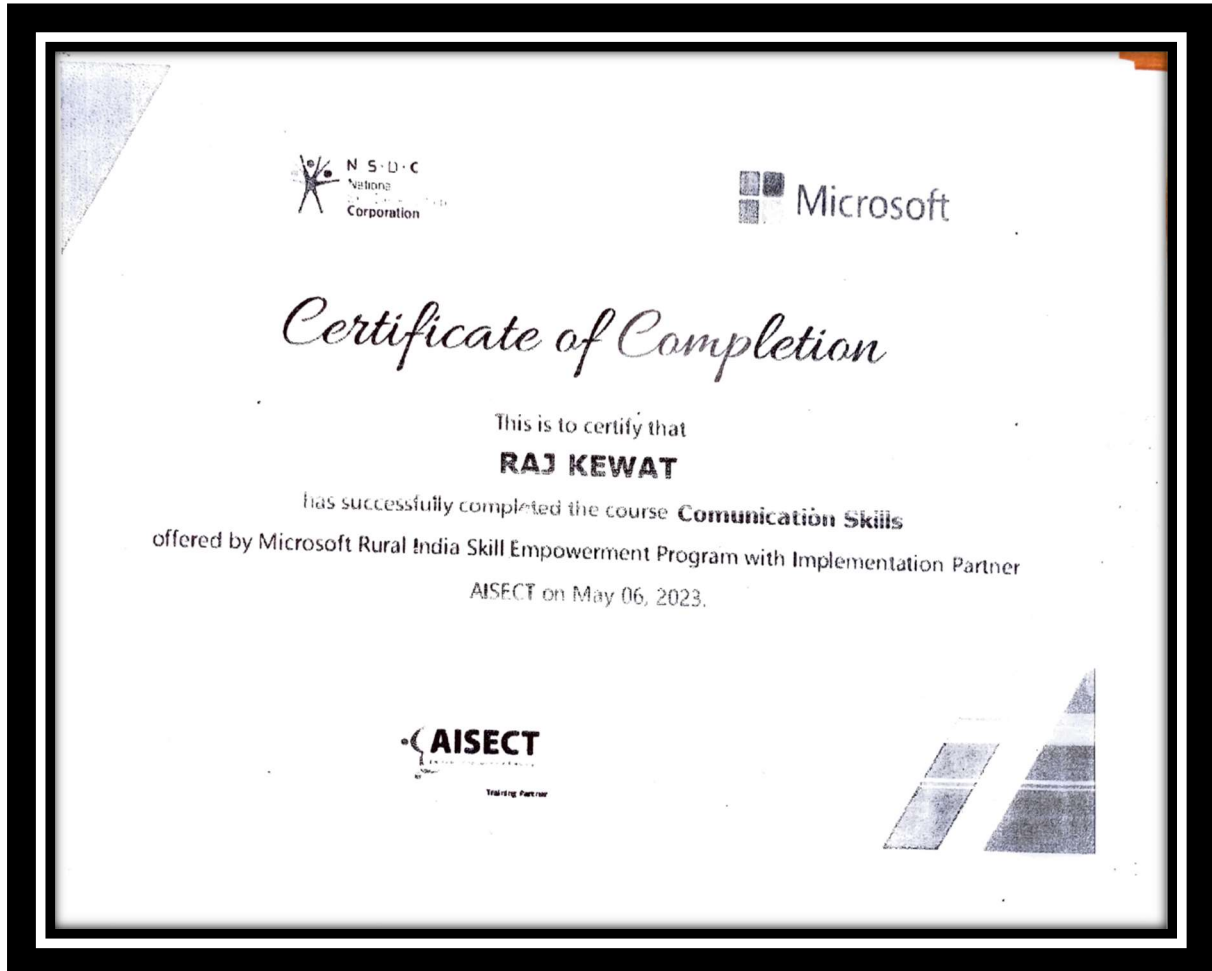 N S D C
National
Corporation
Microsoft
Certificate of Completion
This is to certify that
RAJ KEWAT
has successfully completed the course Comunication Skills
offered by Microsoft Rural India Skill Empowerment Program with Implementation Partner
AISECT on May 06, 2023.
AISECT
Training Partner